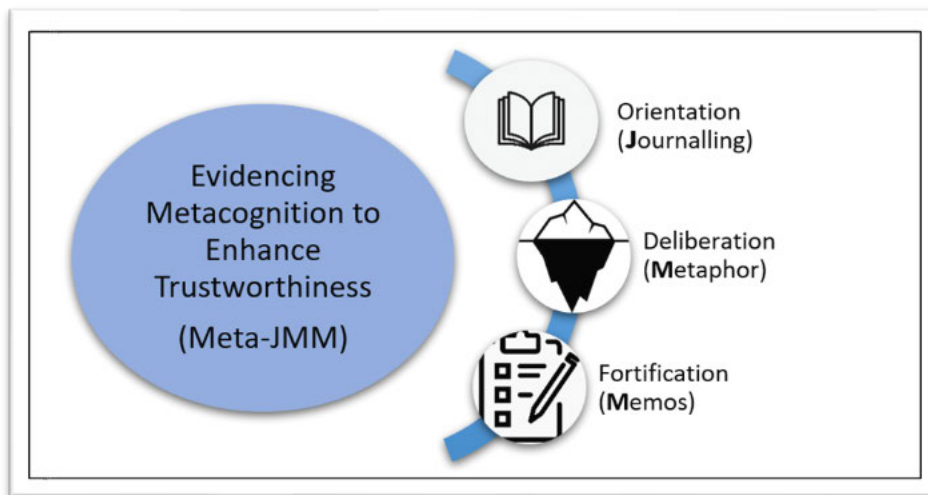 Evidencing
Metacognition to
Enhance
Trustworthiness
(Meta-JMM)
Orientation
(Journalling)
Deliberation
(Metaphor)
Fortification
(Memos)